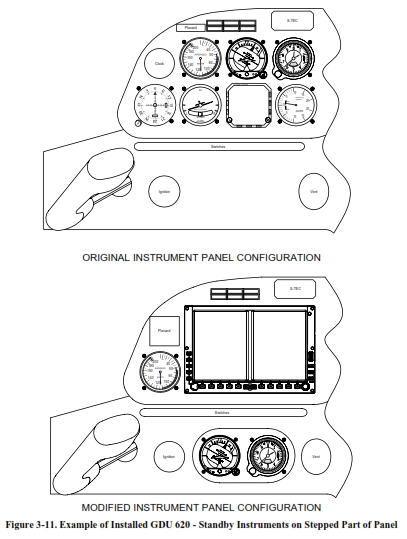 Placard
S-TEC
Clock
Switches
Ignition
Vent
ORIGINAL INSTRUMENT PANEL CONFIGURATION
S-TEC
Placard
Switches
Ignition
Vent
MODIFIED INSTRUMENT PANEL CONFIGURATION
Figure 3-11. Example of Installed GDU 620 - Standby Instruments on Stepped Part of Panel